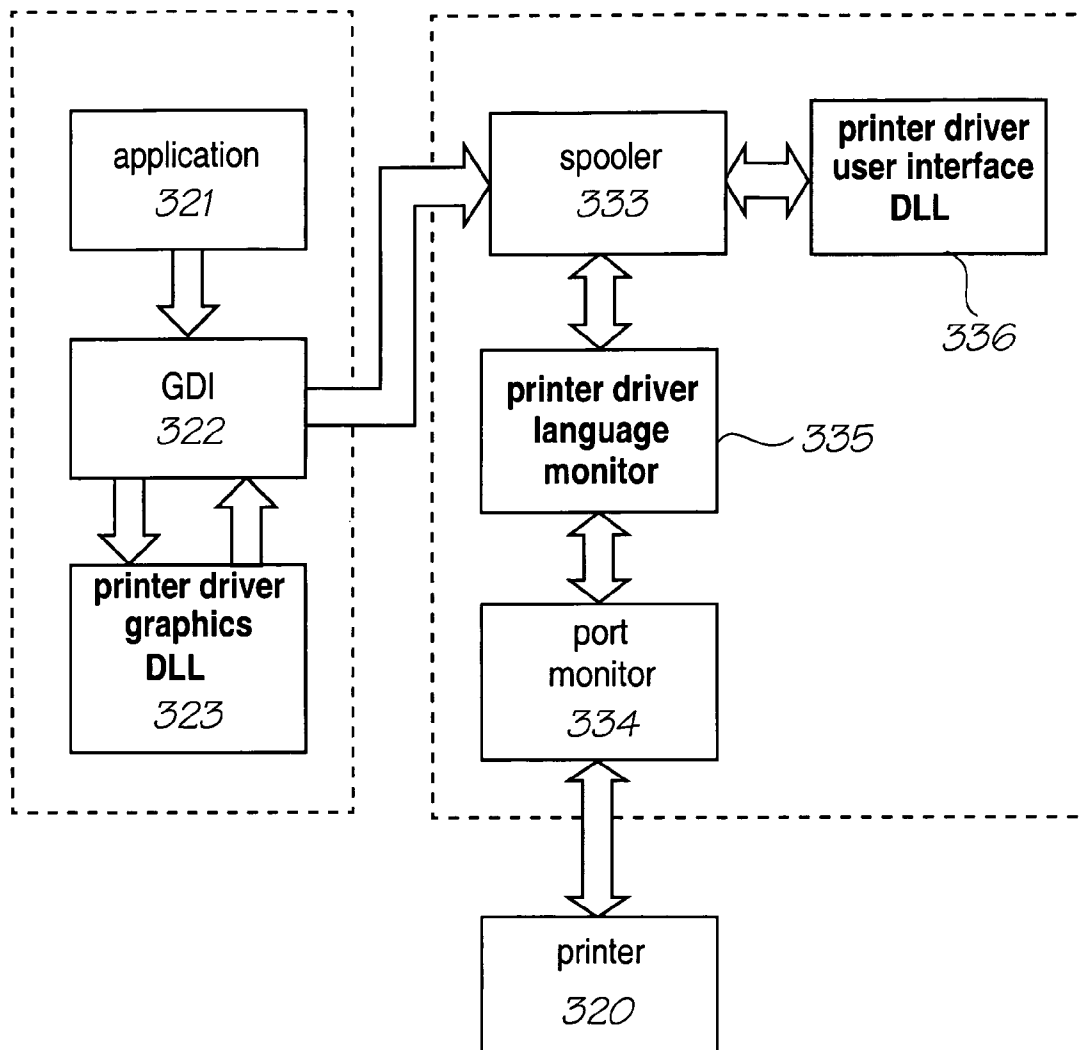 application
321
GDI
322
printer driver
graphics
DLL
323
spooler
333
printer driver
user interface
DLL
336
printer driver
language
monitor
335
port
monitor
334
printer
320